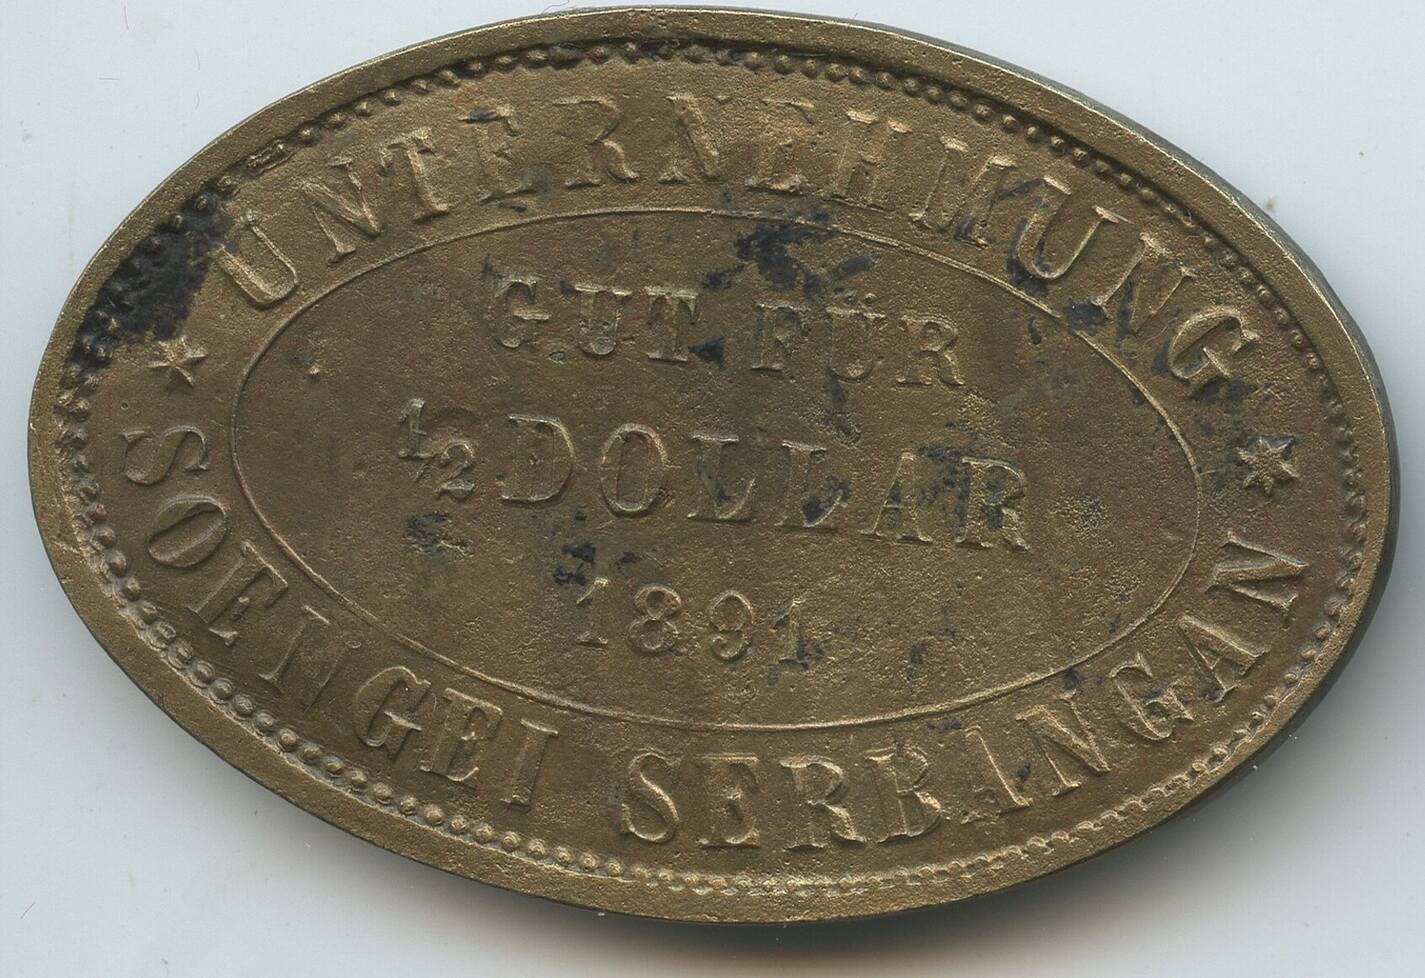 UNTERNEHMUNG
GUT FÜR
½ DOLLAR
1891
SOENGEI SERBANGAN